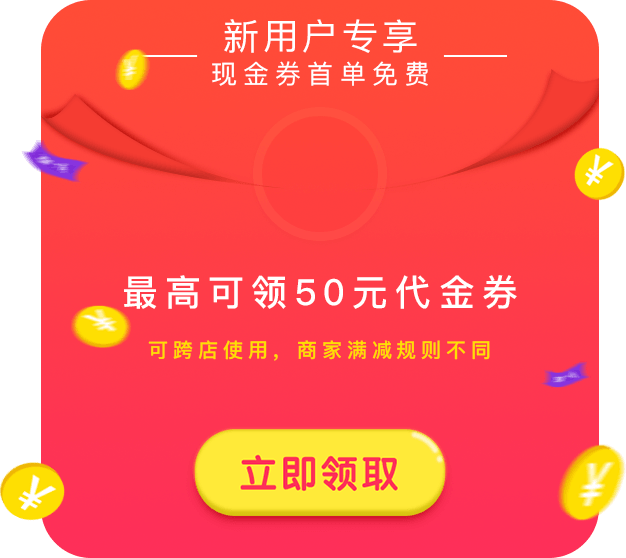 新用户专享
现金券首单免费
最高可领50元代金券
可跨店使用，商家满减规则不同
立即领取